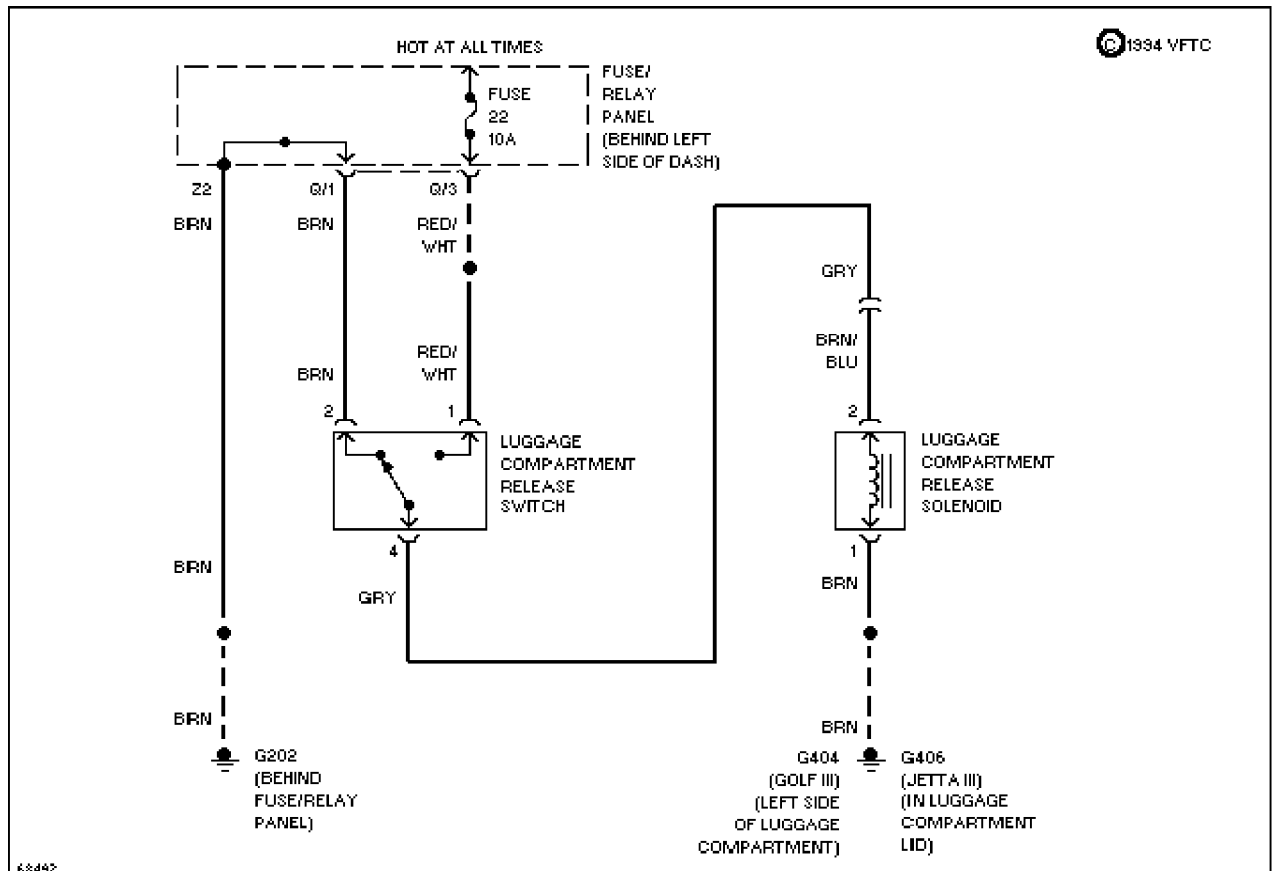 HOT AT ALL TIMES
© 1994 VFTC
FUSE
22
10A
FUSE/
RELAY
PANEL
(BEHIND LEFT
SIDE OF DASH)
Z2
Q/1
Q/3
BRN
BRN
RED/
WHT
GRY
BRN/
BLU
BRN
RED/
WHT
2
1
2
LUGGAGE
COMPARTMENT
RELEASE
SWITCH
LUGGAGE
COMPARTMENT
RELEASE
SOLENOID
4
1
BRN
GRY
BRN
BRN
BRN
G202
(BEHIND
FUSE/RELAY
PANEL)
G404
(GOLF III)
(LEFT SIDE
OF LUGGAGE
COMPARTMENT)
G406
(JETTA III)
(IN LUGGAGE
COMPARTMENT
LID)